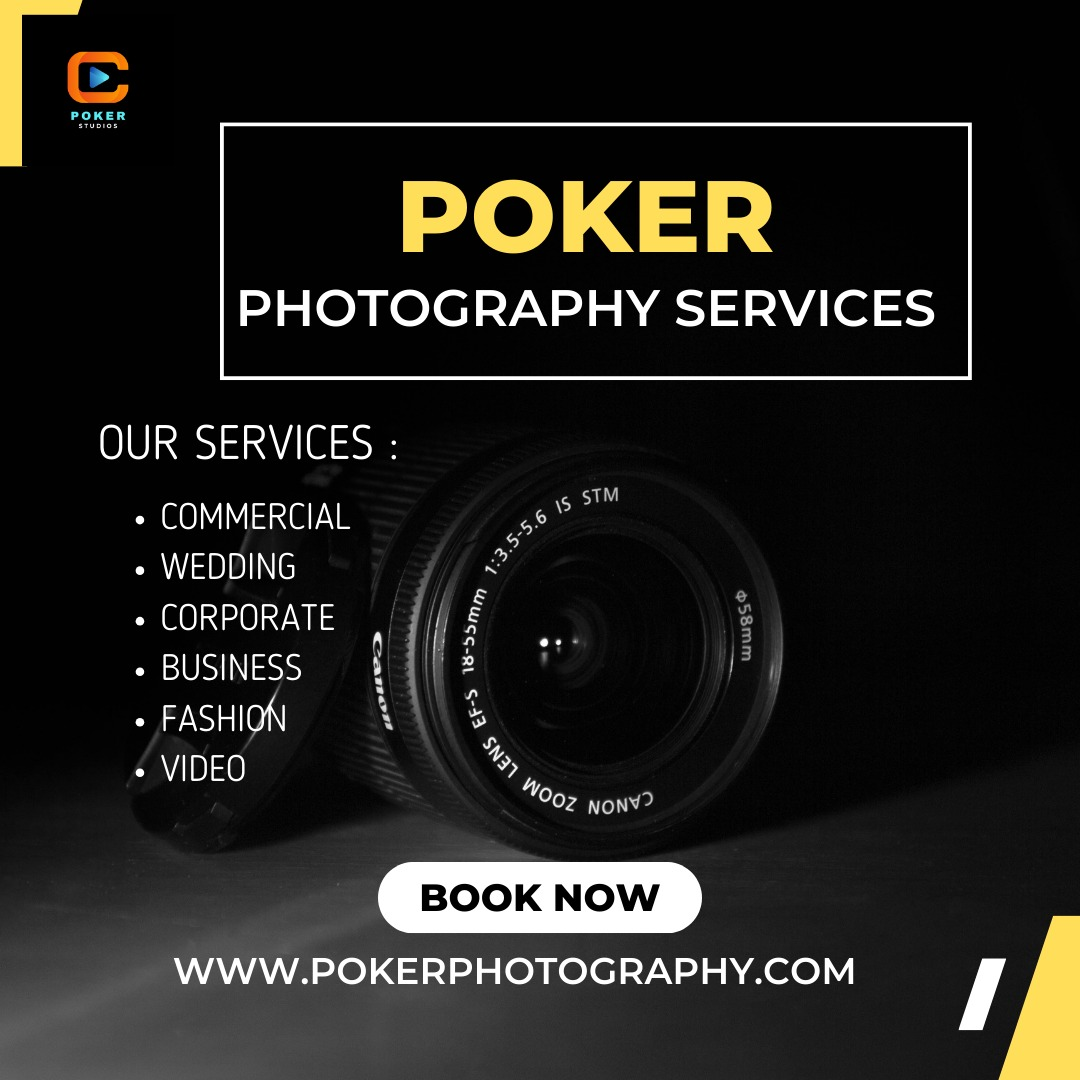 POKER
STUDIOS
POKER
PHOTOGRAPHY SERVICES
OUR SERVICES :
• COMMERCIAL
• WEDDING
• CORPORATE
• BUSINESS
• FASHION
• VIDEO
Canon
CANON ZOOM LENS EF-S 18-55mm 1:3.5-5.6 IS STM
Φ58mm
BOOK NOW
WWW.POKERPHOTOGRAPHY.COM